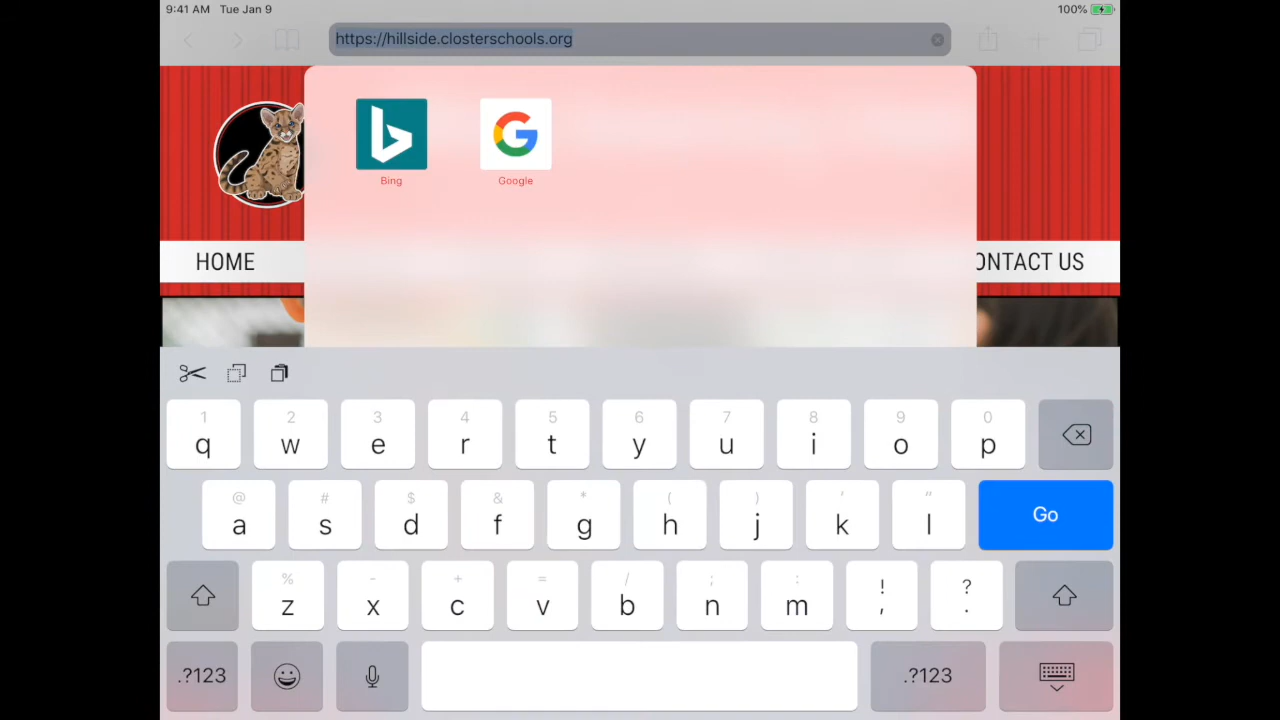 9:41 AM Tue Jan 9 100%
https://hillside.closterschools.org
Bing Google
HOME ONTACT US
1 2 3 4 5 6 7 8 9 0
q w e r t y u i o p
@ # $ & * ( ) ' "
a s d f g h j k l Go
% - + = / ; : ! ?
z x c v b n m , .
.?123 .?123